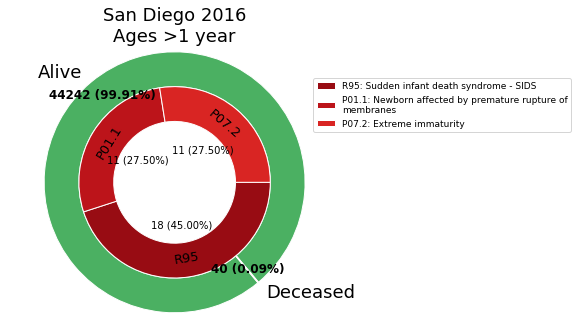 San Diego 2016
Ages >1 year
Alive
44242 (99.91%)
P01.1
11 (27.50%)
P07.2
11 (27.50%)
18 (45.00%)
R95
40 (0.09%)
Deceased
R95: Sudden infant death syndrome - SIDS
P01.1: Newborn affected by premature rupture of
membranes
P07.2: Extreme immaturity